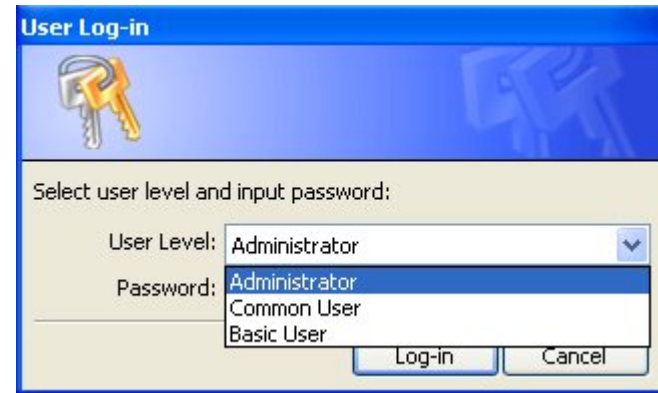 User Log-in
Select user level and input password:
User Level: Administrator
Password: Administrator
Common User
Basic User
Log-in Cancel